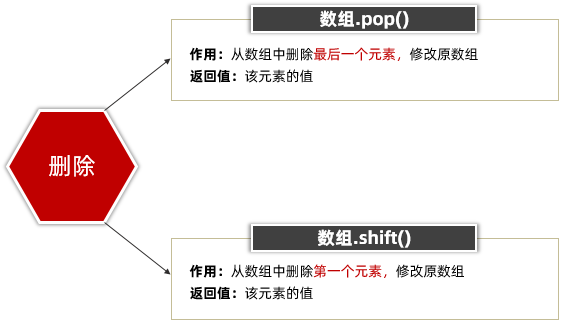 数组.pop()
作用：从数组中删除最后一个元素，修改原数组
返回值：该元素的值
删除
数组.shift()
作用：从数组中删除第一个元素，修改原数组
返回值：该元素的值